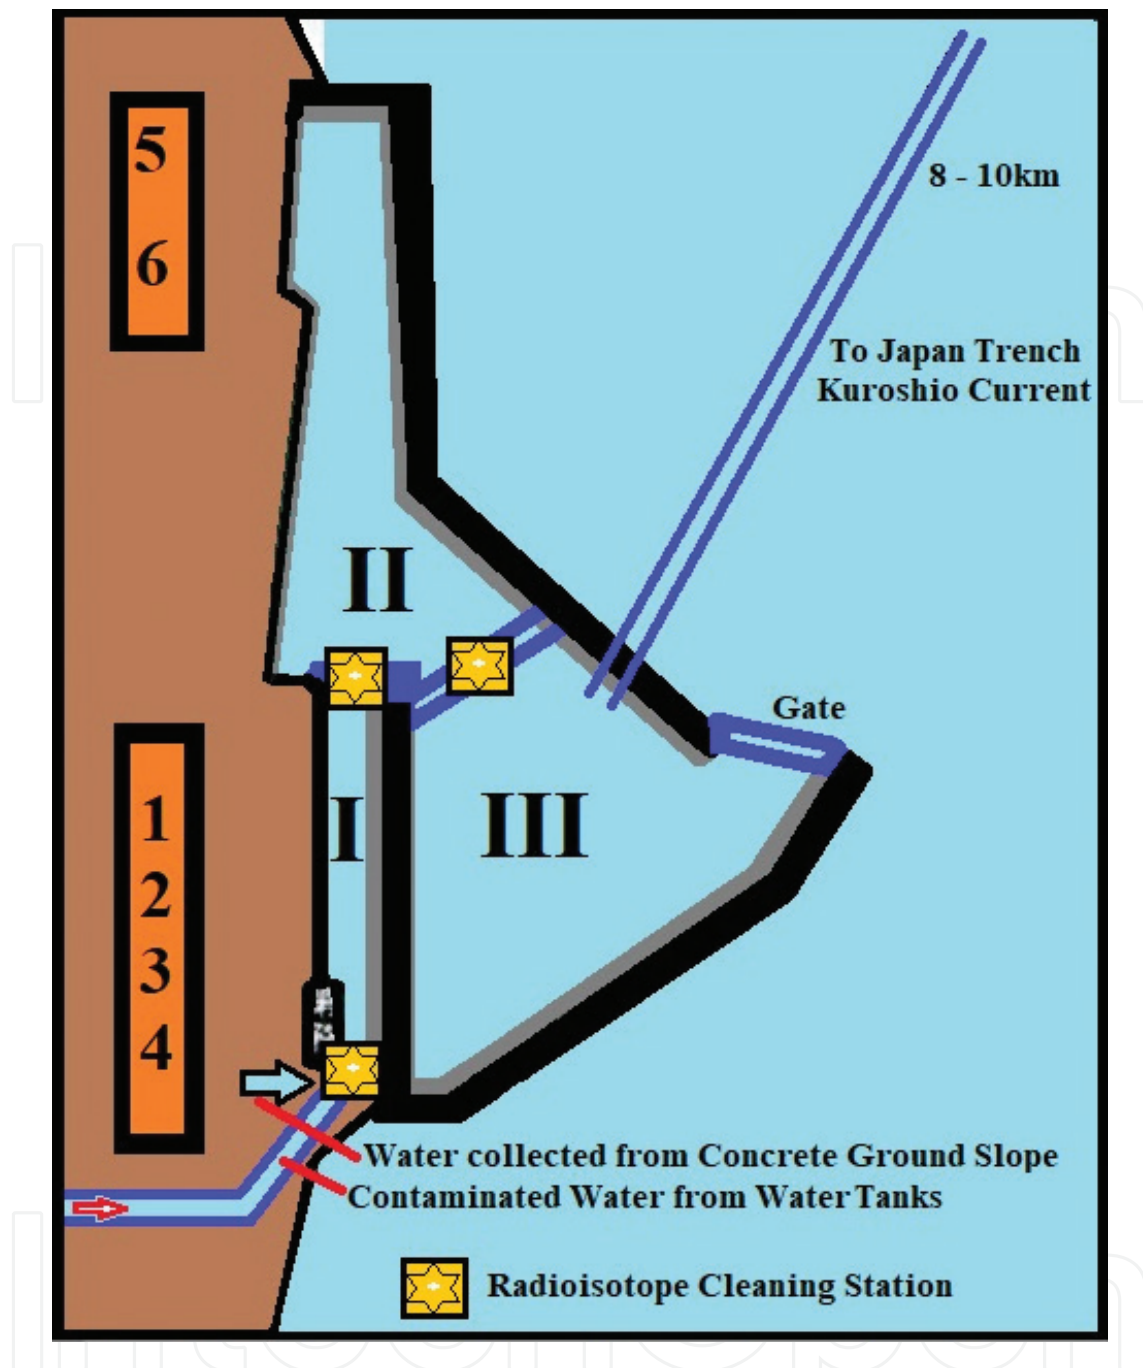 5
6
8 - 10km
To Japan Trench
Kuroshio Current
II
Gate
I
III
1
2
3
4
Water collected from Concrete Ground Slope
Contaminated Water from Water Tanks
Radioisotope Cleaning Station